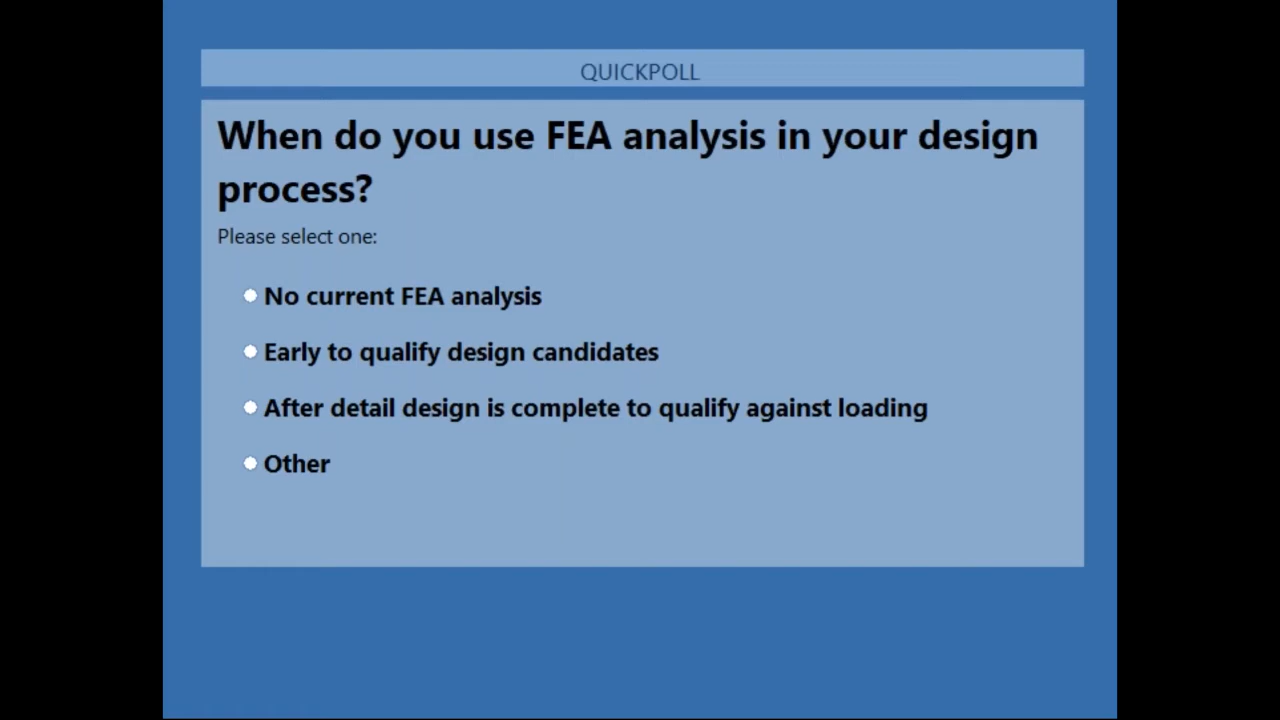 QUICKPOLL
When do you use FEA analysis in your design
process?
Please select one:
No current FEA analysis
Early to qualify design candidates
After detail design is complete to qualify against loading
Other